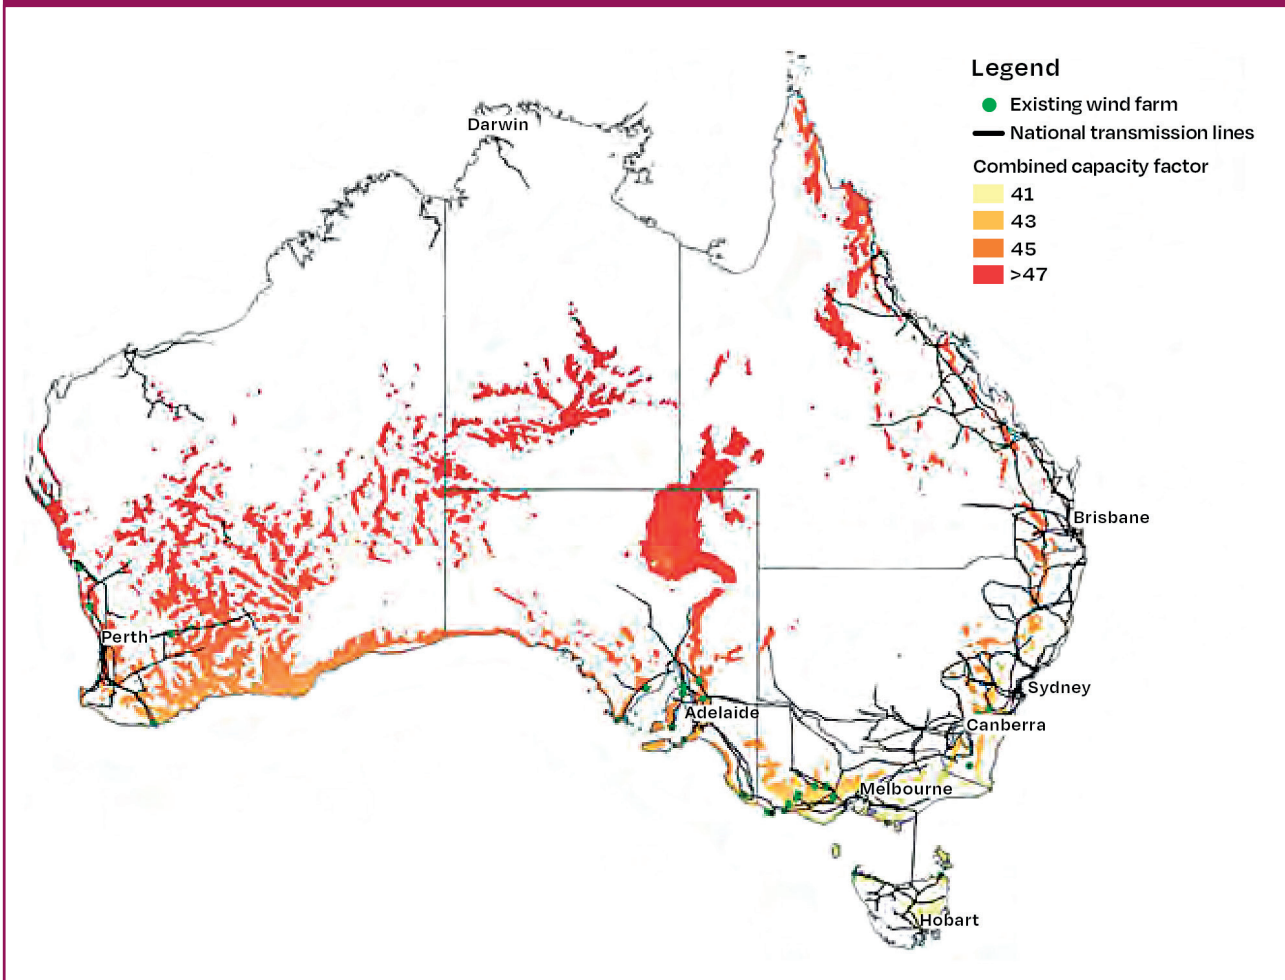 Legend
Existing wind farm
National transmission lines
Combined capacity factor
41
43
45
>47
Darwin
Brisbane
Perth
Sydney
Adelaide
Canberra
Melbourne
Hobart